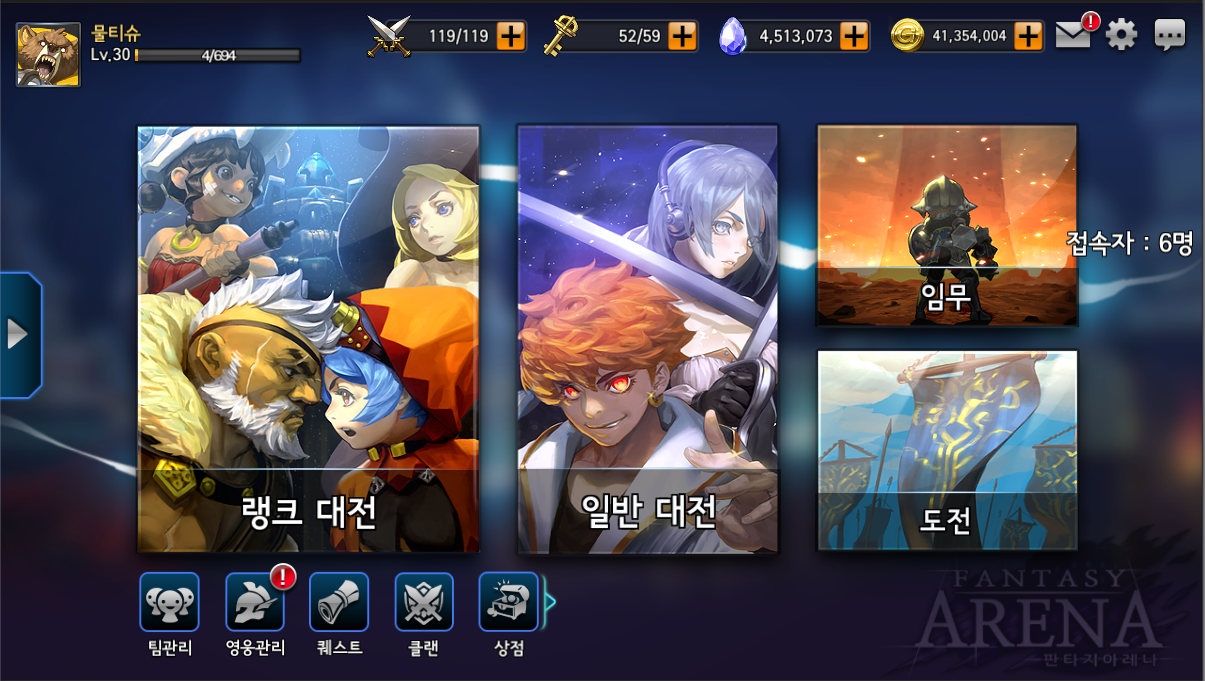 물티슈
Lv.30
4/694
119/119
52/59
4,513,073
41,354,004
접속자 : 6명
랭크 대전
일반 대전
임무
도전
팀관리
영웅관리
퀘스트
클랜
상점
FANTASY
ARENA
판타지아레나